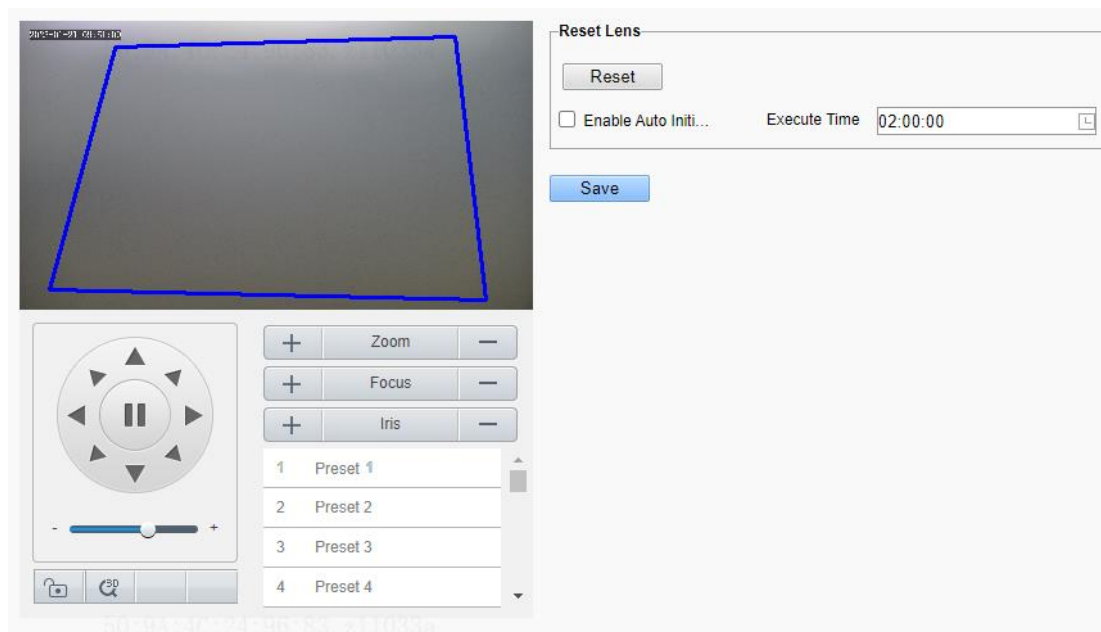 Reset Lens
Reset
Enable Auto Initi...
Execute Time
02:00:00
Save
Zoom
Focus
Iris
1 Preset 1
2 Preset 2
3 Preset 3
4 Preset 4
- +
3D